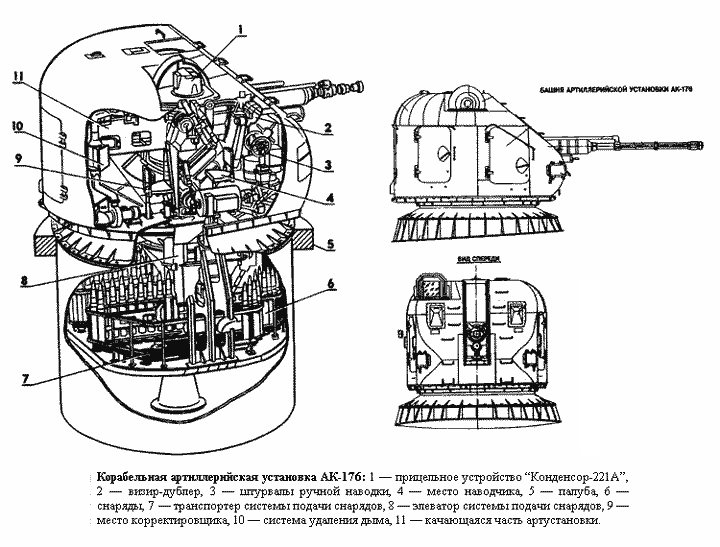 1
11
БАШНЯ АРТИЛЛЕРИЙСКОЙ УСТАНОВКИ АК-176
10
2
9
3
4
5
8
6
ВИД СПЕРЕДИ
7
Корабельная артиллерийская установка АК-176: 1 — прицельное устройство “Конденсор-221А”,
2 — визир-дублер, 3 — штурвалы ручной наводки, 4 — место наводчика, 5 — палуба, 6 —
снаряды, 7 — транспортер системы подачи снарядов, 8 — элеватор системы подачи снарядов, 9 —
место корректировщика, 10 — система удаления дыма, 11 — качающаяся часть артустановки.